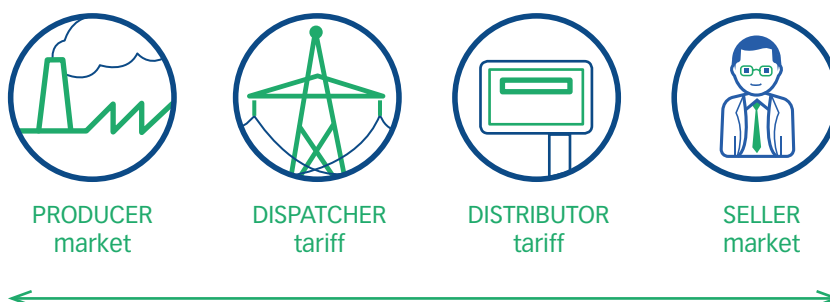 PRODUCER
market
DISPATCHER
tariff
DISTRIBUTOR
tariff
SELLER
market